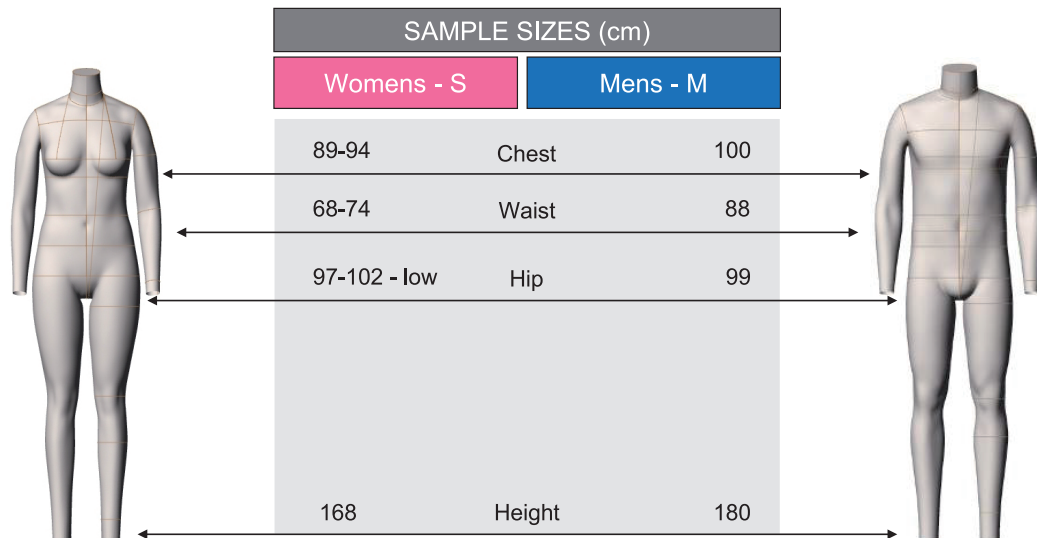 SAMPLE SIZES (cm)
Womens - S Mens - M
89-94 Chest 100
68-74 Waist 88
97-102 - low Hip 99
168 Height 180